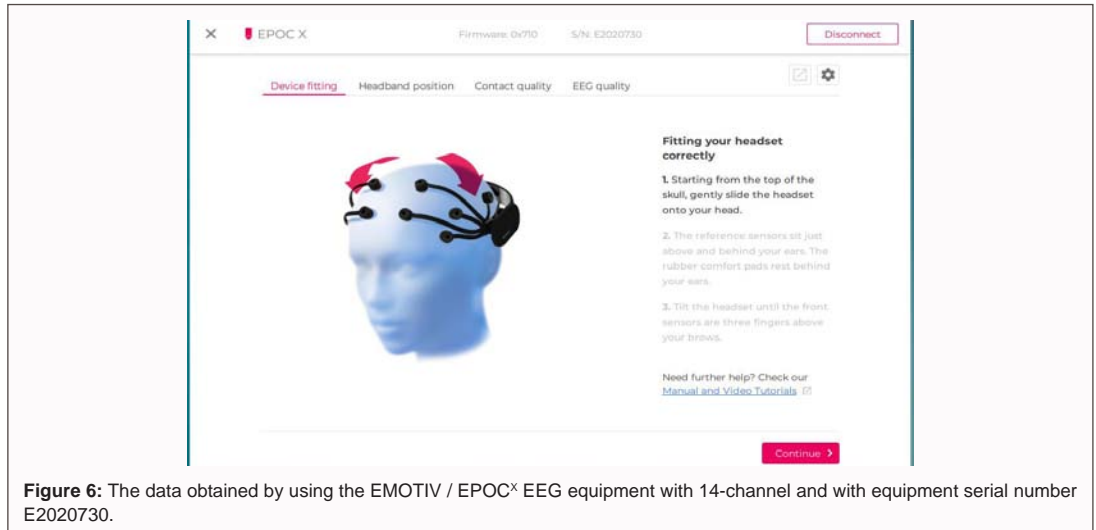 EPOC X Firmware: 0x710 S/N: E2020730 Disconnect
Device fitting Headband position Contact quality EEG quality
Fitting your headset
correctly
1. Starting from the top of the
skull, gently slide the headset
onto your head.
2. The reference sensors sit just
above and behind your ears. The
rubber comfort pads rest behind
your ears.
3. Tilt the headset until the front
sensors are three fingers above
your brows.
Need further help? Check our
Manual and Video Tutorials
Continue
Figure 6: The data obtained by using the EMOTIV / EPOCˣ EEG equipment with 14-channel and with equipment serial number
E2020730.